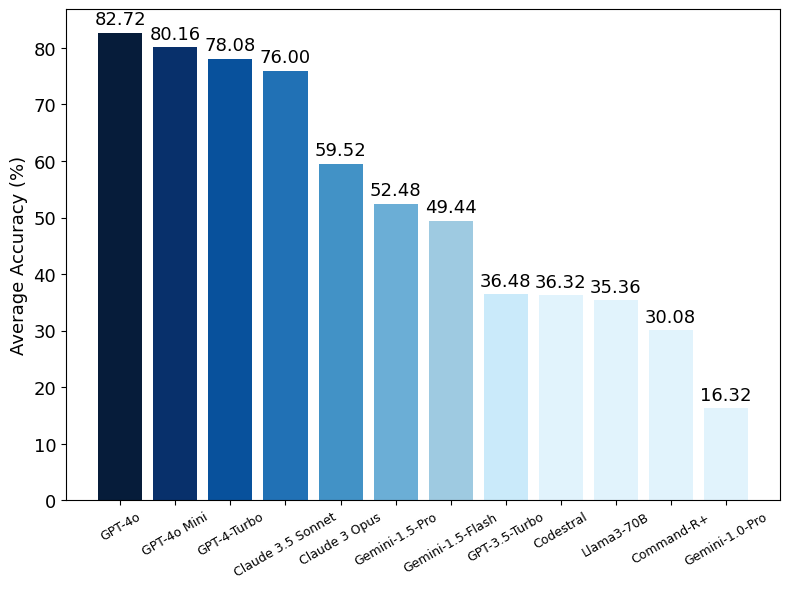 Average Accuracy (%)
80
70
60
50
40
30
20
10
0
82.72
80.16
78.08
76.00
59.52
52.48
49.44
36.48
36.32
35.36
30.08
16.32
GPT-4o
GPT-4o Mini
GPT-4-Turbo
Claude 3.5 Sonnet
Claude 3 Opus
Gemini-1.5-Pro
Gemini-1.5-Flash
GPT-3.5-Turbo
Codestral
Llama3-70B
Command-R+
Gemini-1.0-Pro